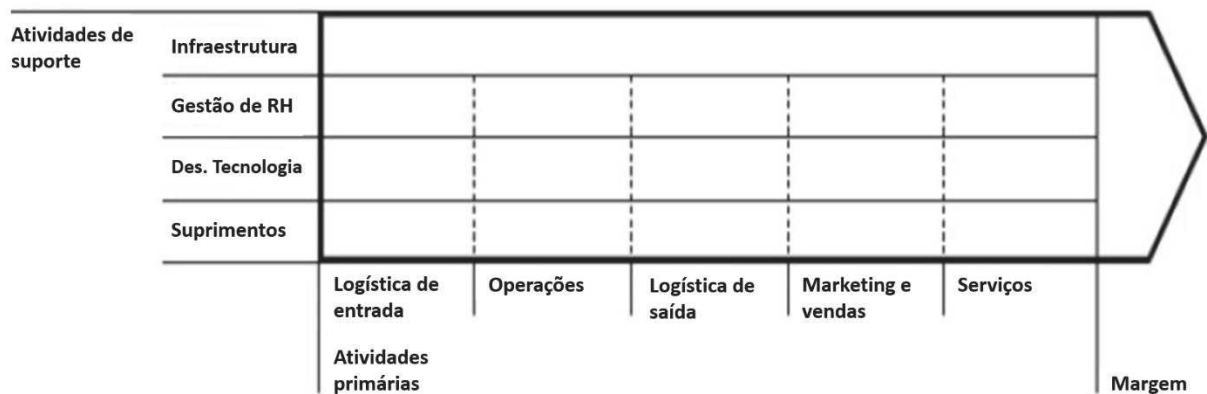 Atividades de
suporte
Infraestrutura
Gestão de RH
Des. Tecnologia
Suprimentos
Logística de
entrada
Operações
Logística de
saída
Marketing e
vendas
Serviços
Atividades
primárias
Margem